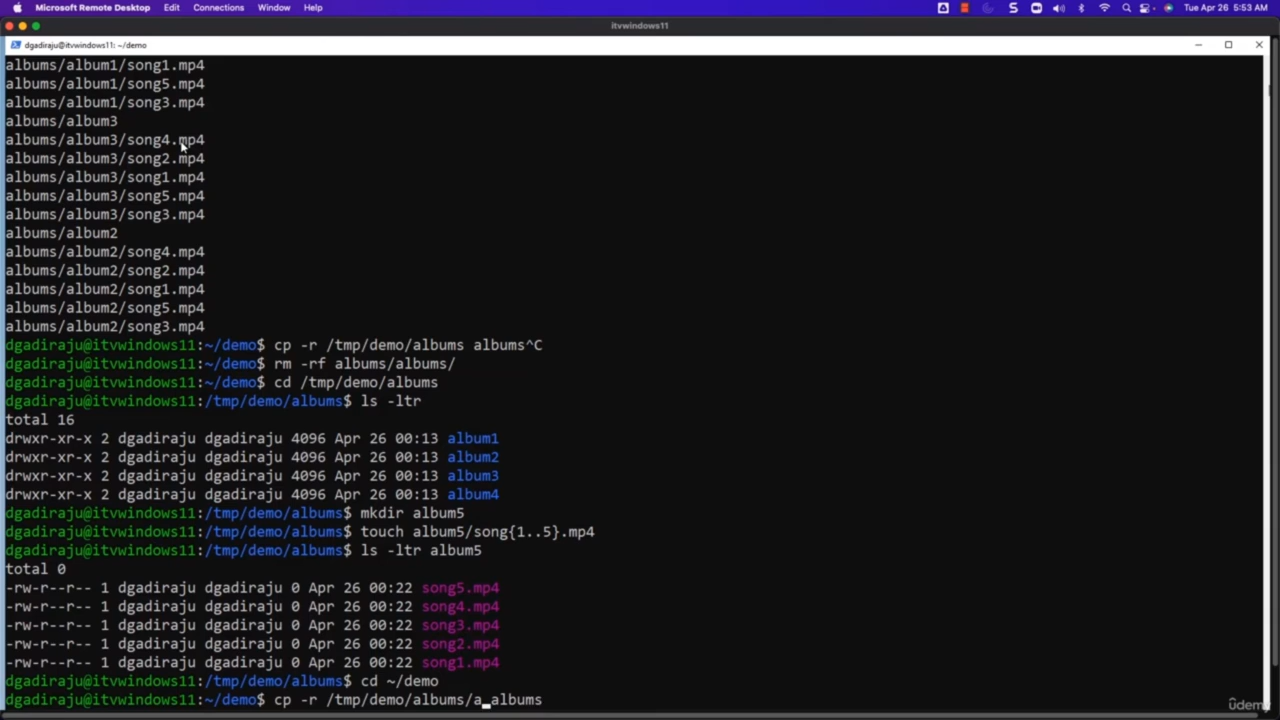 Microsoft Remote Desktop Edit Connections Window Help S Tue Apr 26 5:53 AM
itvwindows11
dgadiraju@itvwindows11: ~/demo
albums/album1/song1.mp4
albums/album1/song5.mp4
albums/album1/song3.mp4
albums/album3
albums/album3/song4.mp4
albums/album3/song2.mp4
albums/album3/song1.mp4
albums/album3/song5.mp4
albums/album3/song3.mp4
albums/album2
albums/album2/song4.mp4
albums/album2/song2.mp4
albums/album2/song1.mp4
albums/album2/song5.mp4
albums/album2/song3.mp4
dgadiraju@itvwindows11:~/demo$ cp -r /tmp/demo/albums albums^C
dgadiraju@itvwindows11:~/demo$ rm -rf albums/albums/
dgadiraju@itvwindows11:~/demo$ cd /tmp/demo/albums
dgadiraju@itvwindows11:/tmp/demo/albums$ ls -ltr
total 16
drwxr-xr-x 2 dgadiraju dgadiraju 4096 Apr 26 00:13 album1
drwxr-xr-x 2 dgadiraju dgadiraju 4096 Apr 26 00:13 album2
drwxr-xr-x 2 dgadiraju dgadiraju 4096 Apr 26 00:13 album3
drwxr-xr-x 2 dgadiraju dgadiraju 4096 Apr 26 00:13 album4
dgadiraju@itvwindows11:/tmp/demo/albums$ mkdir album5
dgadiraju@itvwindows11:/tmp/demo/albums$ touch album5/song{1..5}.mp4
dgadiraju@itvwindows11:/tmp/demo/albums$ ls -ltr album5
total 0
-rw-r--r-- 1 dgadiraju dgadiraju 0 Apr 26 00:22 song5.mp4
-rw-r--r-- 1 dgadiraju dgadiraju 0 Apr 26 00:22 song4.mp4
-rw-r--r-- 1 dgadiraju dgadiraju 0 Apr 26 00:22 song3.mp4
-rw-r--r-- 1 dgadiraju dgadiraju 0 Apr 26 00:22 song2.mp4
-rw-r--r-- 1 dgadiraju dgadiraju 0 Apr 26 00:22 song1.mp4
dgadiraju@itvwindows11:/tmp/demo/albums$ cd ~/demo
dgadiraju@itvwindows11:~/demo$ cp -r /tmp/demo/albums/a albums
ûdemy